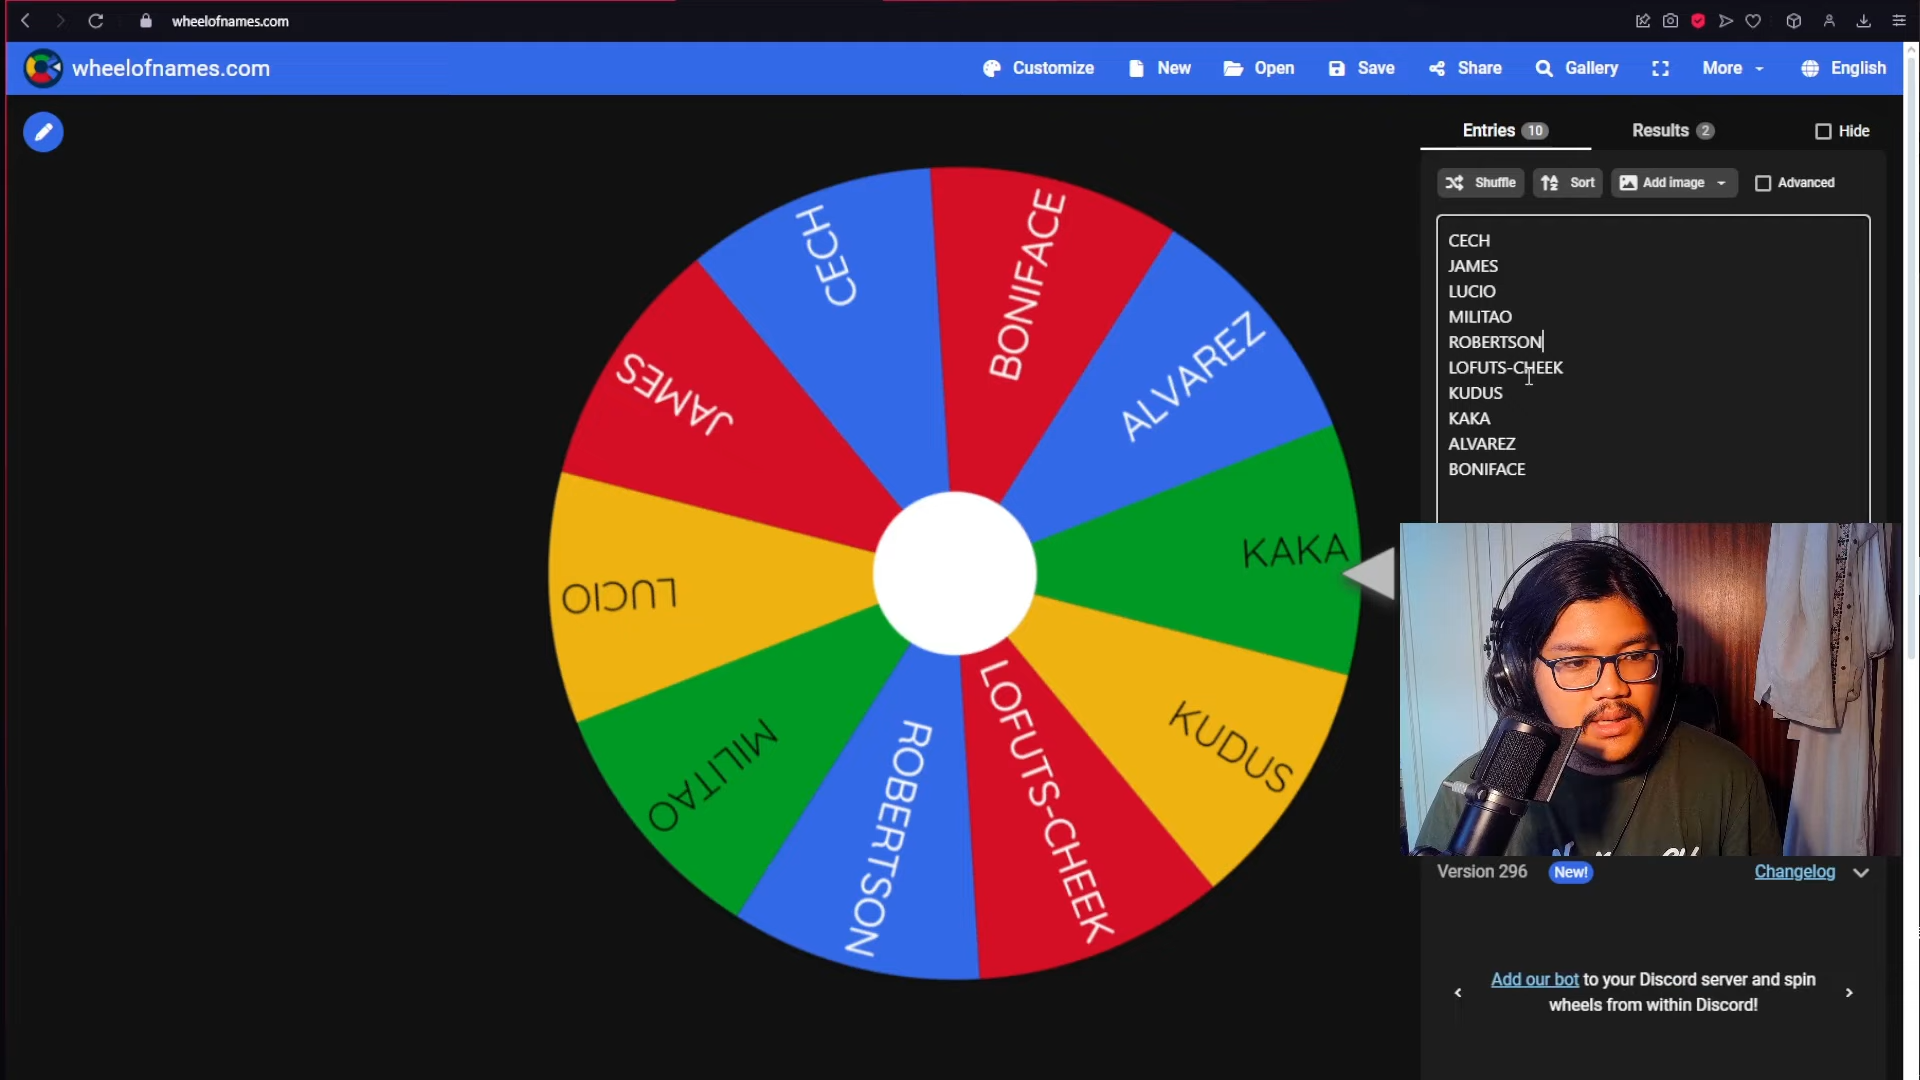 wheelofnames.com
wheelofnames.com
Customize
New
Open
Save
Share
Gallery
More
English
Entries 10
Results 2
Hide
Shuffle
Sort
Add image
Advanced
CECH
JAMES
LUCIO
MILITAO
ROBERTSON
LOFUTS-CHEEK
KUDUS
KAKA
ALVAREZ
BONIFACE
BONIFACE
ALVAREZ
KAKA
KUDUS
LOFUTS-CHEEK
ROBERTSON
MILITAO
LUCIO
JAMES
CECH
Version 296
New!
Changelog
Add our bot to your Discord server and spin
wheels from within Discord!